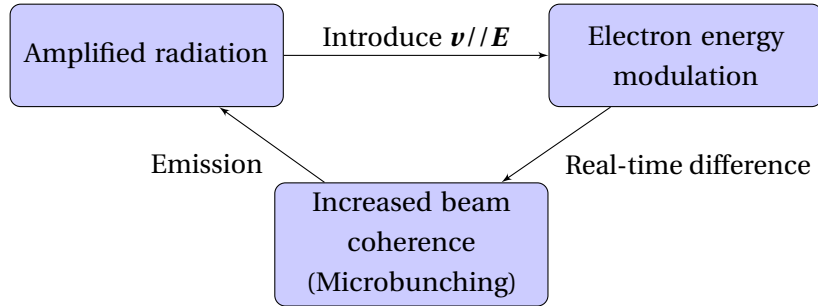 Amplified radiation
Introduce v//E
Electron energy
modulation
Emission
Real-time difference
Increased beam
coherence
(Microbunching)